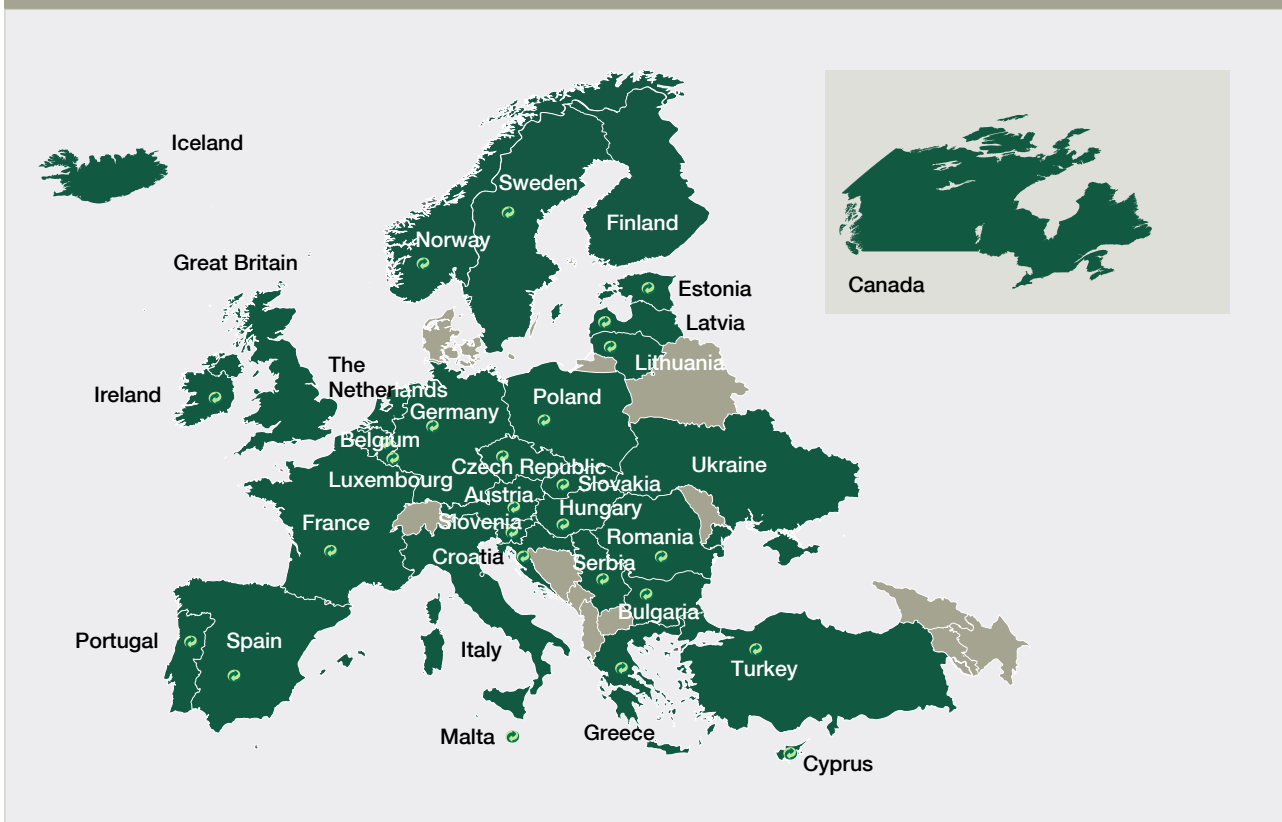 Iceland
Sweden
Finland
Norway
Great Britain
Canada
Estonia
Latvia
Lithuania
The
Netherlands
Ireland
Poland
Germany
Belgium
Ukraine
Czech Republic
Luxembourg
Slovakia
Austria
Hungary
France
Slovenia
Romania
Croatia
Serbia
Bulgaria
Portugal
Spain
Italy
Turkey
Malta
Greece
Cyprus